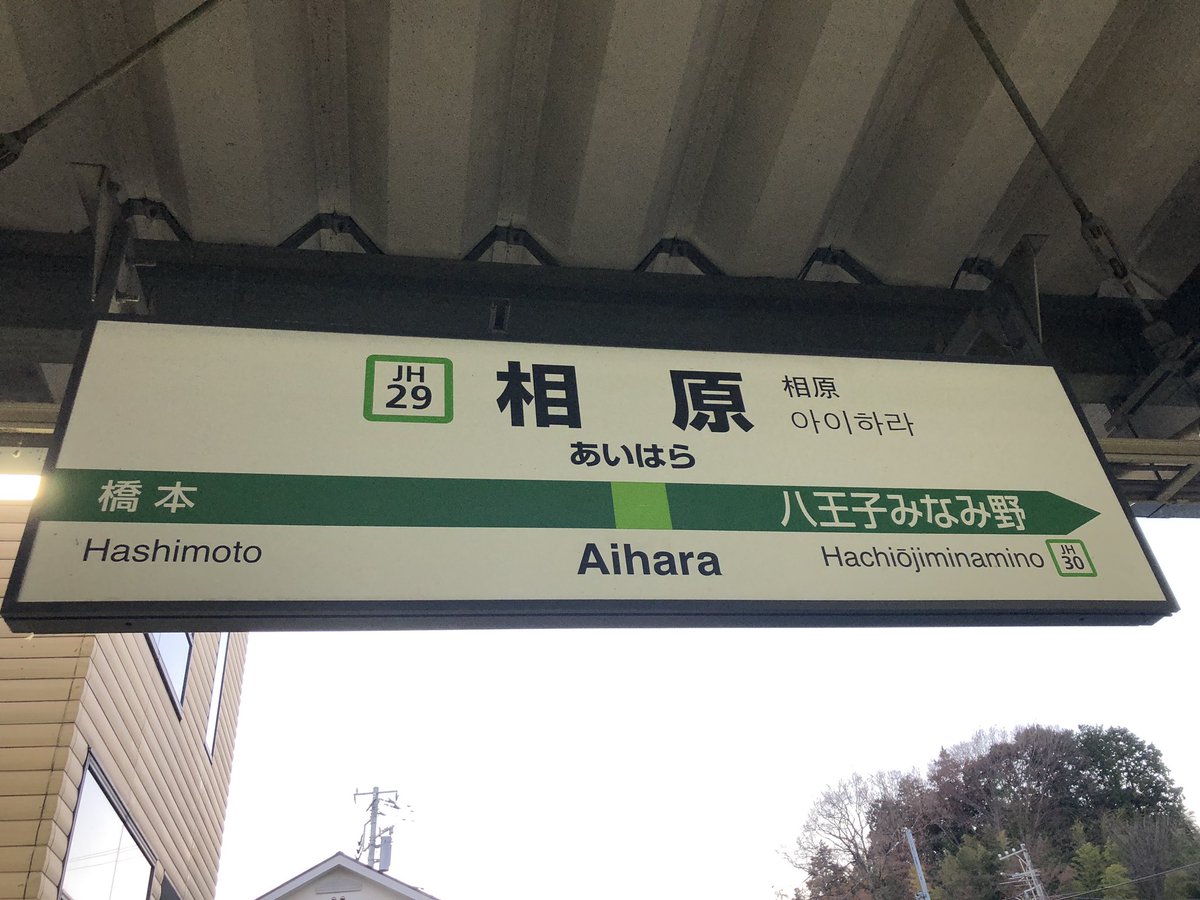 JH
29
相原
相原
아이하라
あいはら
橋本
八王子みなみ野
Hashimoto
Aihara
Hachiōjiminamino
JH
30